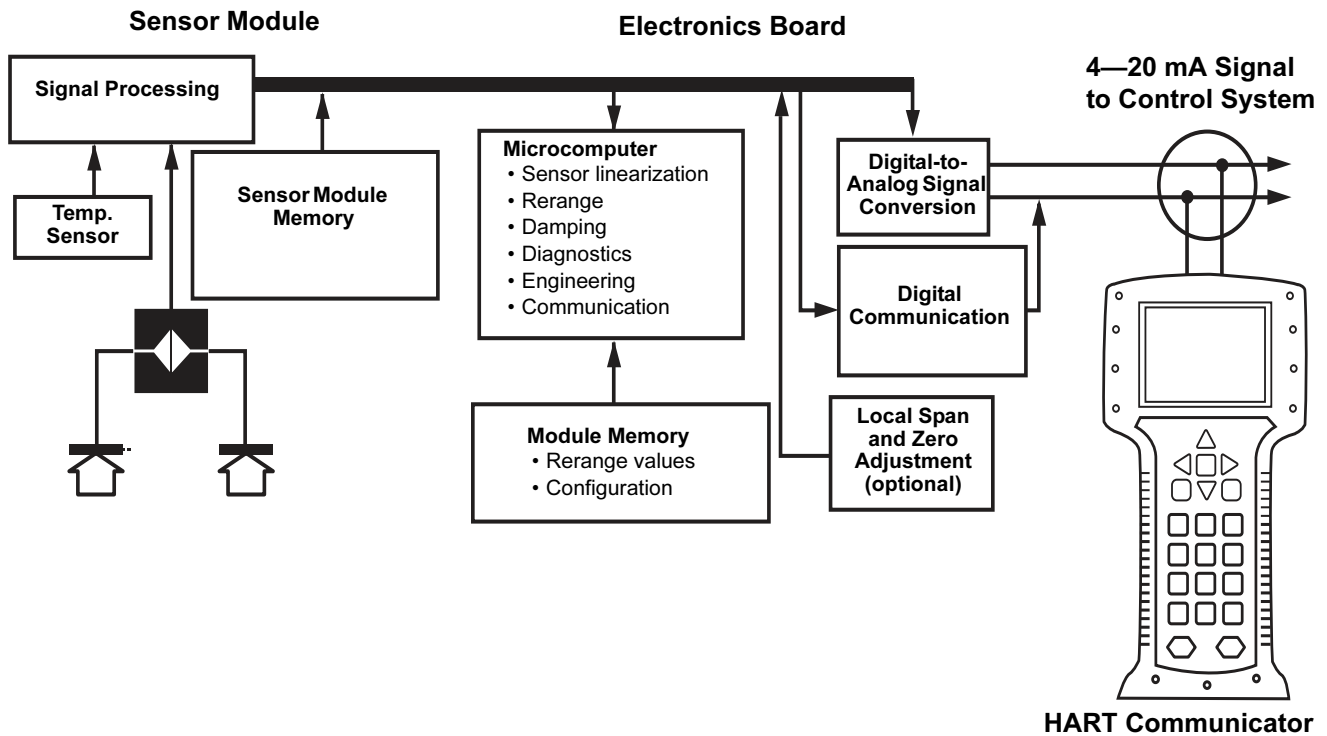 Sensor Module
Electronics Board
4—20 mA Signal
to Control System
Signal Processing
Temp.
Sensor
Sensor Module
Memory
Microcomputer
• Sensor linearization
• Rerange
• Damping
• Diagnostics
• Engineering
• Communication
Digital-to-
Analog Signal
Conversion
Digital
Communication
Module Memory
• Rerange values
• Configuration
Local Span
and Zero
Adjustment
(optional)
HART Communicator